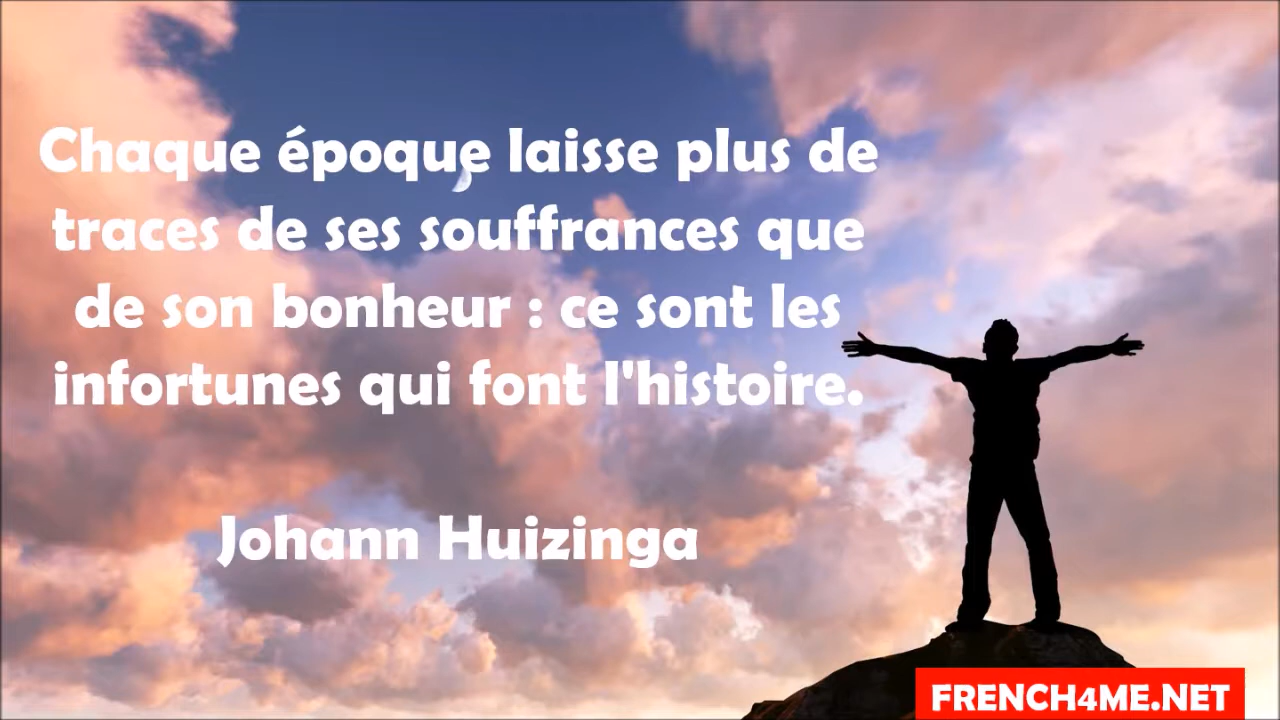 Chaque époque laisse plus de
traces de ses souffrances que
de son bonheur : ce sont les
infortunes qui font l'histoire.
Johann Huizinga
FRENCH4ME.NET